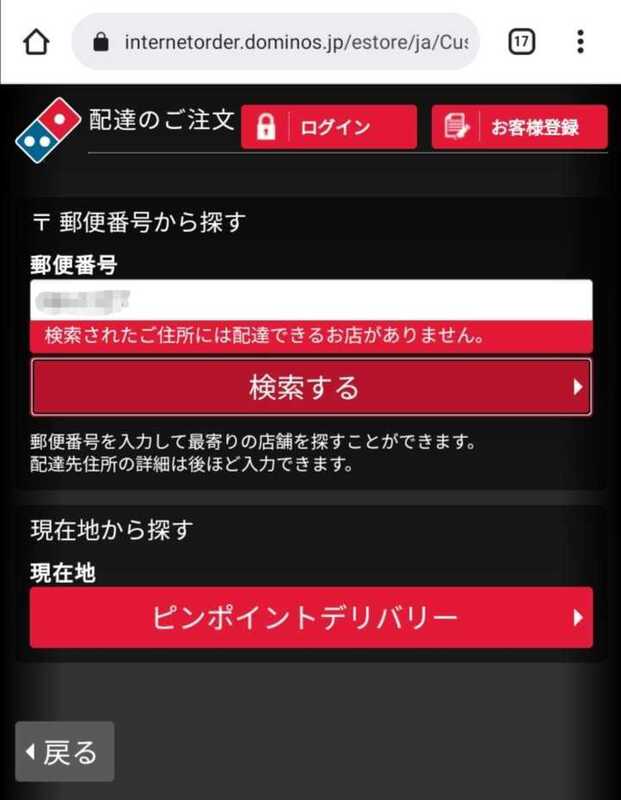 internetorder.dominos.jp/estore/ja/Cus
17
配達のご注文
ログイン
お客様登録
〒 郵便番号から探す
郵便番号
検索されたご住所には配達できるお店がありません。
検索する
郵便番号を入力して最寄りの店舗を探すことができます。
配達先住所の詳細は後ほど入力できます。
現在地から探す
現在地
ピンポイントデリバリー
戻る